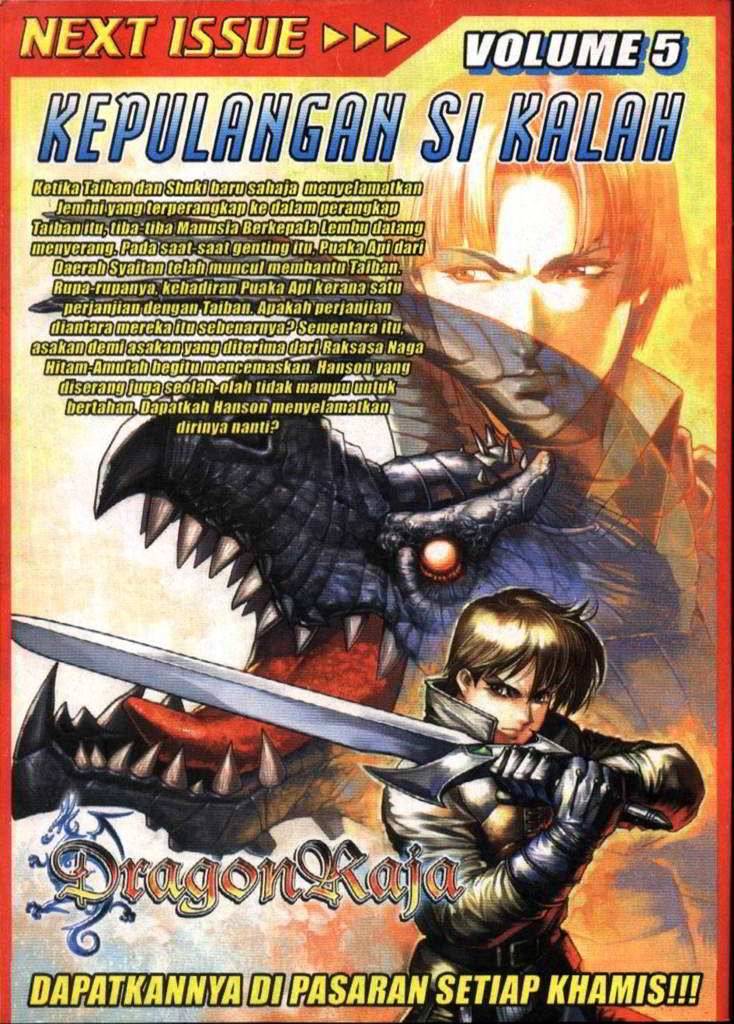 NEXT ISSUE
VOLUME 5
KEPULANGAN SI KALAH
Ketika Taiban dan Shuki baru sahaja menyelamatkan
Jemini yang terperangkap ke dalam perangkap
Taiban itu, tiba-tiba Manusia Berkepala Lembu datang
menyerang. Pada saat-saat genting itu, Puaka Api dari
Daerah Syaitan telah muncul membantu Taiban.
Rupa-rupanya, kehadiran Puaka Api kerana satu
perjanjian dengan Taiban. Apakah perjanjian
diantara mereka itu sebenarnya? Sementara itu,
asakan demi asakan yang diterima dari Raksasa Naga
Hitam-Amutah begitu mencemaskan. Hanson yang
diserang juga seolah-olah tidak mampu untuk
bertahan. Dapatkah Hanson menyelamatkan
dirinya nanti?
DragonRaja
DAPATKANNYA DI PASARAN SETIAP KHAMIS!!!